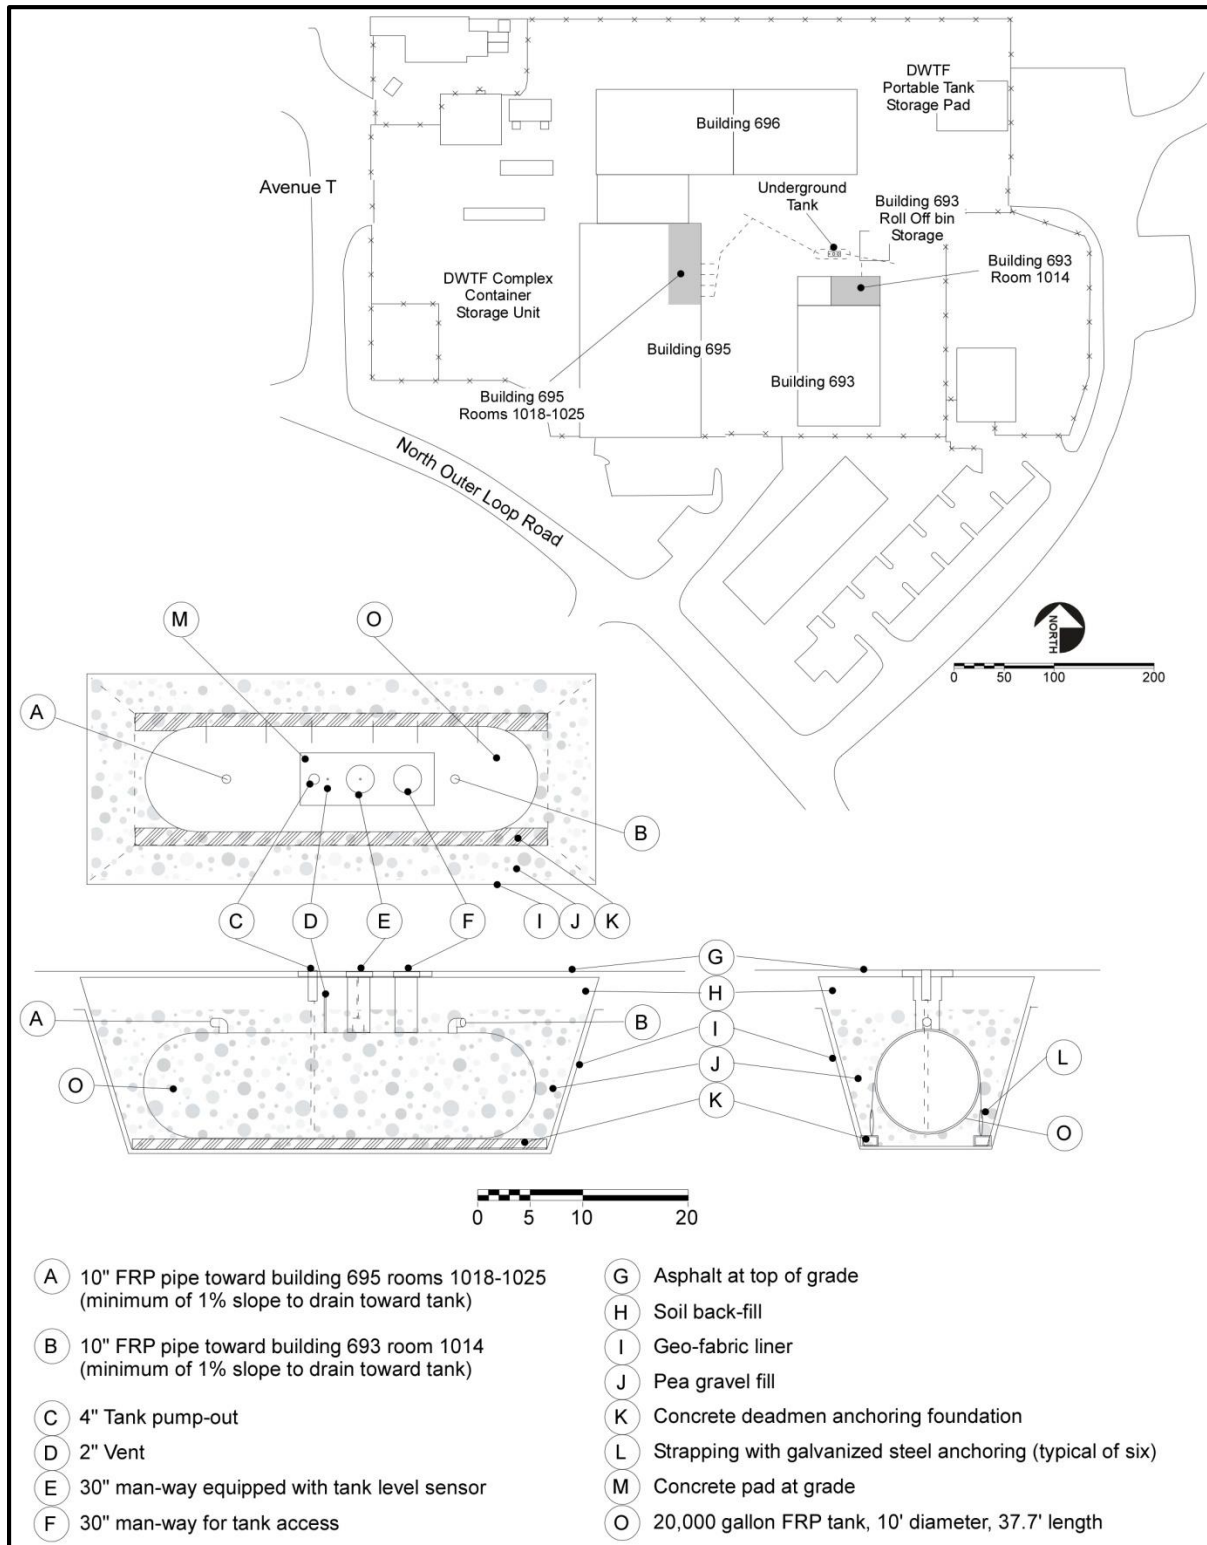 DWTF
Portable Tank
Storage Pad
Building 696
Avenue T
Underground
Tank
Building 693
Roll Off bin
Storage
Building 693
Room 1014
DWTF Complex
Container
Storage Unit
Building 695
Building 693
Building 695
Rooms 1018-1025
North Outer Loop Road
NORTH
0 50 100 200
M
O
A
B
C
D
E
F
I
J
K
G
H
A
B
I
L
J
O
K
O
0 5 10 20
A 10" FRP pipe toward building 695 rooms 1018-1025
(minimum of 1% slope to drain toward tank)
B 10" FRP pipe toward building 693 room 1014
(minimum of 1% slope to drain toward tank)
C 4" Tank pump-out
D 2" Vent
E 30" man-way equipped with tank level sensor
F 30" man-way for tank access
G Asphalt at top of grade
H Soil back-fill
I Geo-fabric liner
J Pea gravel fill
K Concrete deadmen anchoring foundation
L Strapping with galvanized steel anchoring (typical of six)
M Concrete pad at grade
O 20,000 gallon FRP tank, 10' diameter, 37.7' length